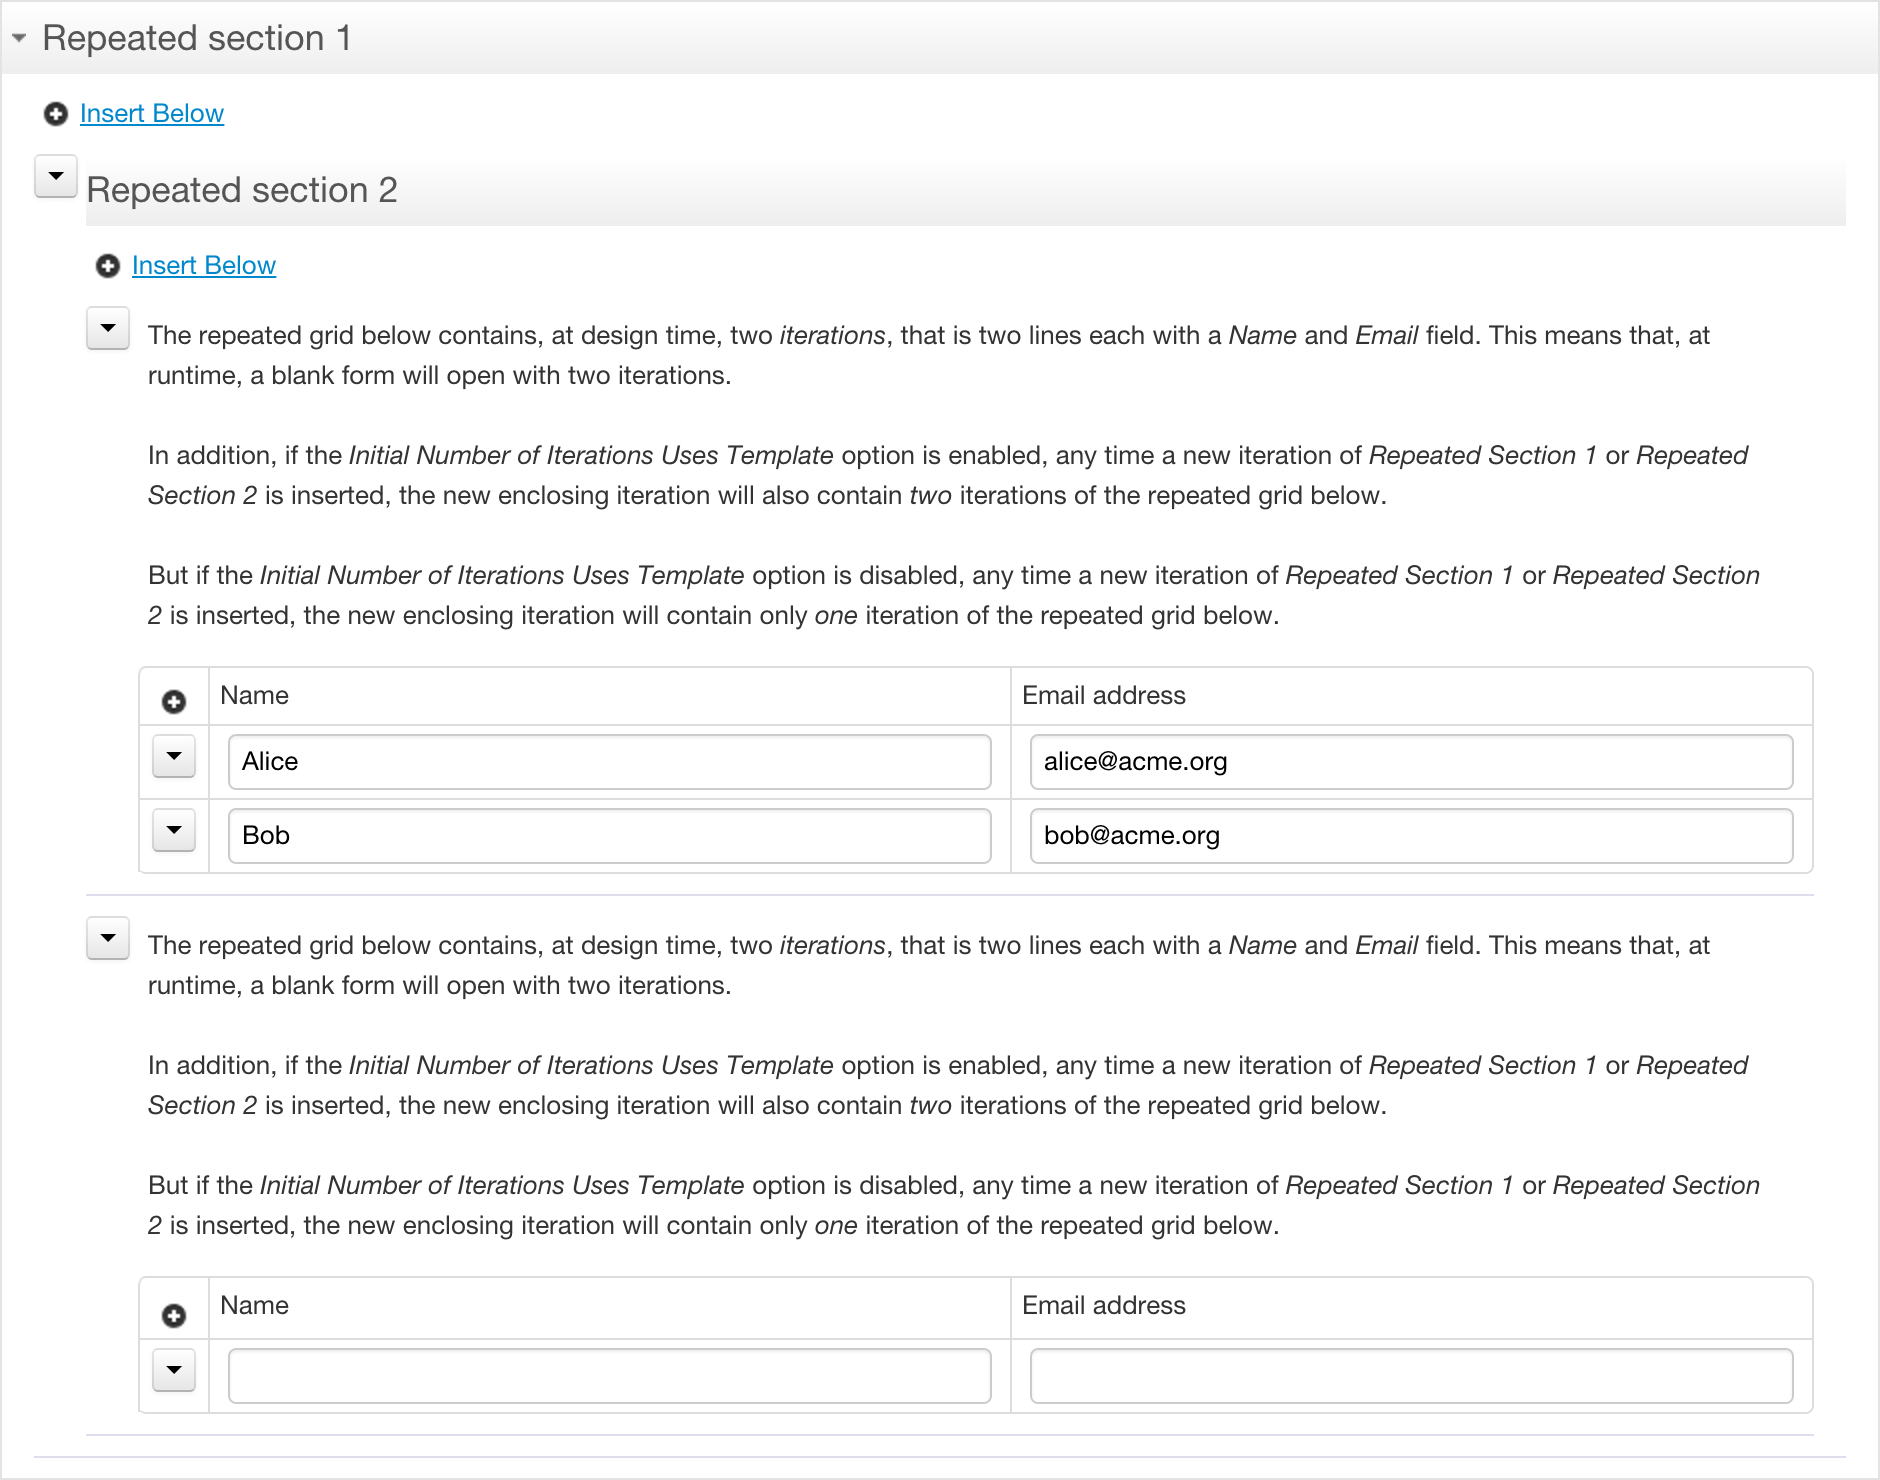 Repeated section 1
Insert Below
Repeated section 2
Insert Below
The repeated grid below contains, at design time, two iterations, that is two lines each with a Name and Email field. This means that, at
runtime, a blank form will open with two iterations.
In addition, if the Initial Number of Iterations Uses Template option is enabled, any time a new iteration of Repeated Section 1 or Repeated
Section 2 is inserted, the new enclosing iteration will also contain two iterations of the repeated grid below.
But if the Initial Number of Iterations Uses Template option is disabled, any time a new iteration of Repeated Section 1 or Repeated Section
2 is inserted, the new enclosing iteration will contain only one iteration of the repeated grid below.
Name Email address
Alice alice@acme.org
Bob bob@acme.org
The repeated grid below contains, at design time, two iterations, that is two lines each with a Name and Email field. This means that, at
runtime, a blank form will open with two iterations.
In addition, if the Initial Number of Iterations Uses Template option is enabled, any time a new iteration of Repeated Section 1 or Repeated
Section 2 is inserted, the new enclosing iteration will also contain two iterations of the repeated grid below.
But if the Initial Number of Iterations Uses Template option is disabled, any time a new iteration of Repeated Section 1 or Repeated Section
2 is inserted, the new enclosing iteration will contain only one iteration of the repeated grid below.
Name Email address